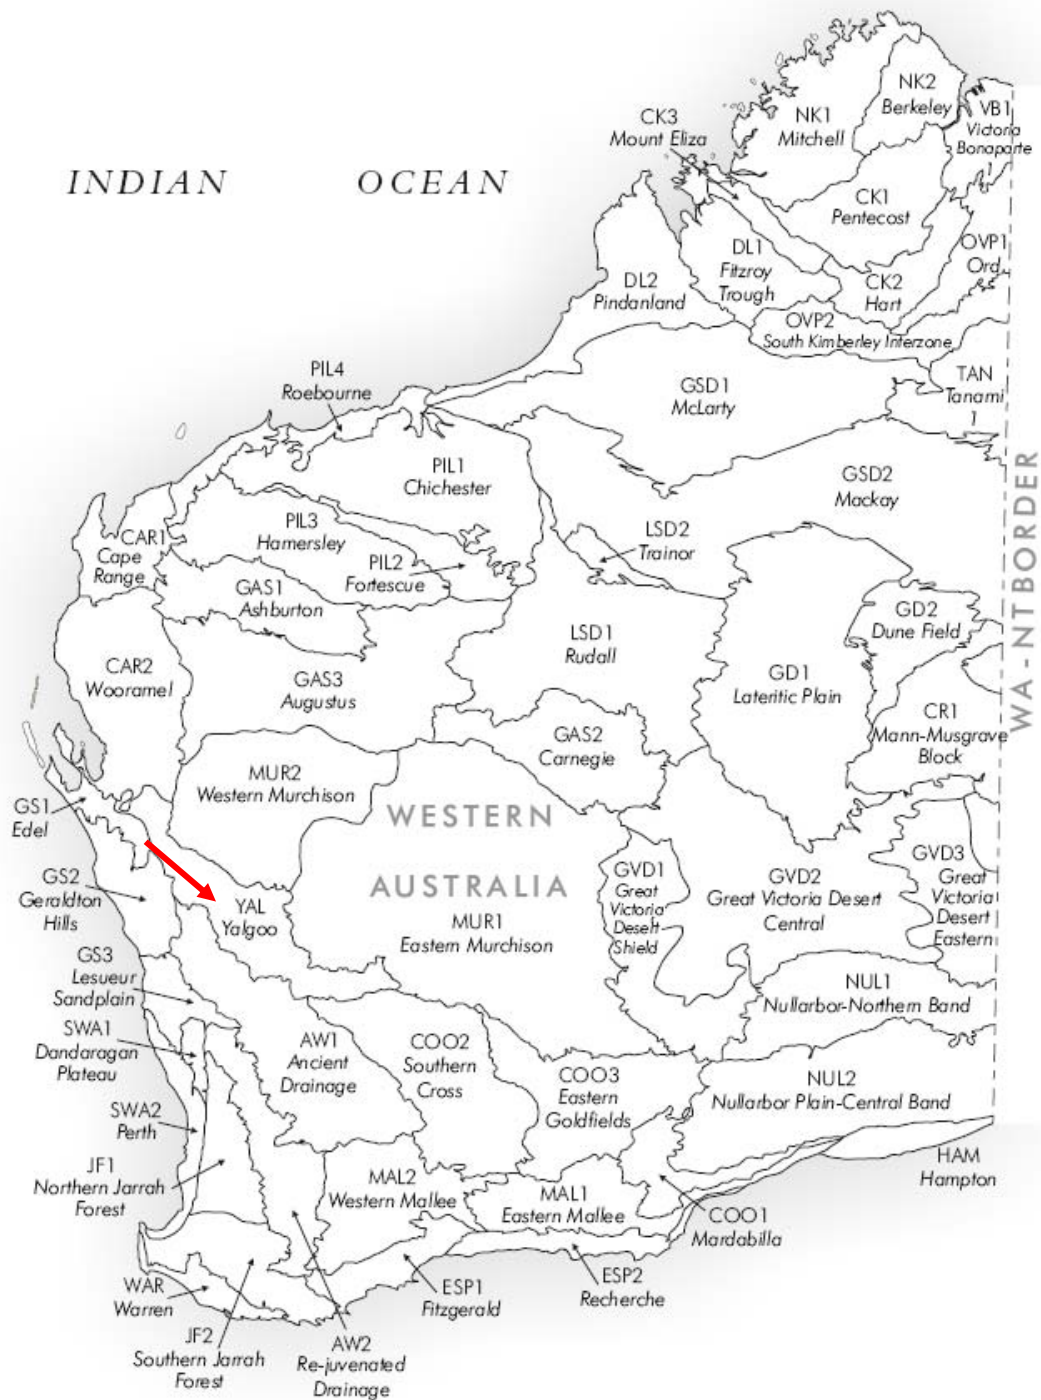 NK2
Berkeley
VB1
Victoria
Bonaparte
1
NK1
Mitchell
CK3
Mount Eliza
INDIAN OCEAN
CK1
Pentecost
OVP1
Ord
DL1
Fitzroy
Trough
DL2
Pindanland
CK2
Hart
OVP2
South Kimberley Interzone
PIL4
Roebourne
GSD1
McLarty
TAN
Tanami
1
PIL1
Chichester
GSD2
Mackay
WA-NT BORDER
CAR1
Cape
Range
PIL3
Hamersley
PIL2
Fortescue
LSD2
Trainor
GAS1
Ashburton
GD2
Dune Field
LSD1
Rudall
CAR2
Wooramel
GAS3
Augustus
GD1
Lateritic Plain
CR1
Mann-Musgrave
Block
GAS2
Carnegie
MUR2
Western Murchison
GS1
Edel
WESTERN
AUSTRALIA
GS2
Geraldton
Hills
YAL
Yalgoo
MUR1
Eastern Murchison
GVD1
Great
Victoria
Desert
Shield
GVD2
Great Victoria Desert
Central
GVD3
Great
Victoria
Desert
Eastern
GS3
Lesueur
Sandplain
NUL1
Nullarbor-Northern Band
SWA1
Dandaragan
Plateau
AW1
Ancient
Drainage
COO2
Southern
Cross
COO3
Eastern
Goldfields
NUL2
Nullarbor Plain-Central Band
SWA2
Perth
JF1
Northern Jarrah
Forest
MAL2
Western Mallee
MAL1
Eastern Mallee
HAM
Hampton
COO1
Mardabilla
WAR
Warren
ESP1
Fitzgerald
ESP2
Recherche
JF2
Southern Jarrah
Forest
AW2
Re-juvenated
Drainage